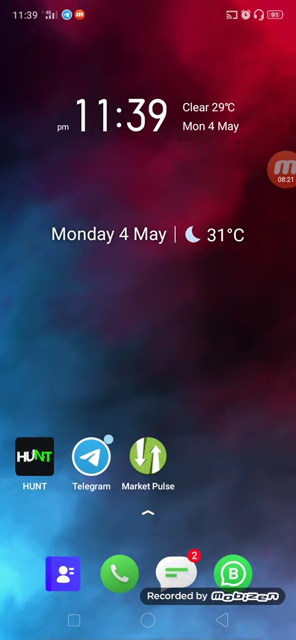 11:39
91
pm 11:39
Clear 29°C
Mon 4 May
m
08:21
Monday 4 May | 31°C
HUNT
HUNT Telegram Market Pulse
2
B
Recorded by mobizen